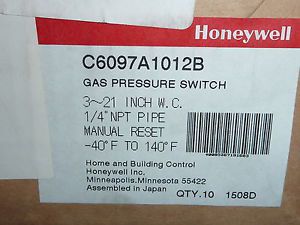 Honeywell
C6097A1012B
GAS PRESSURE SWITCH
3~21 INCH W.C.
1/4"NPT PIPE
MANUAL RESET
-40°F TO 140°F
Home and Building Control
Honeywell Inc.
Minneapolis,Minnesota 55422
Assembled in Japan
QTY.10 1508D